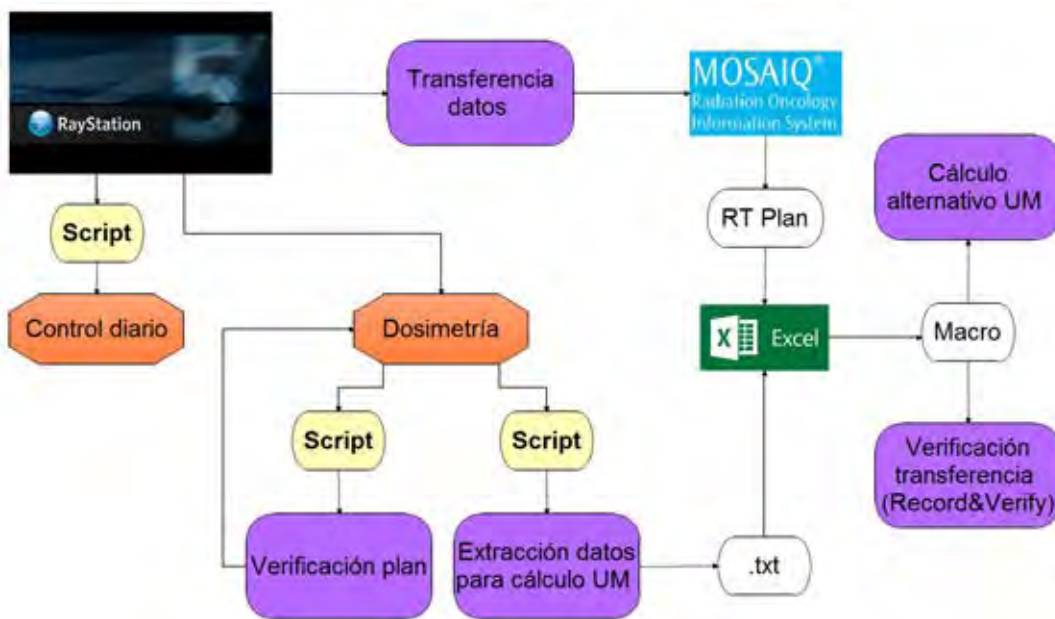 5
RayStation
Transferencia
datos
MOSAIQ®
Radiation Oncology
Information System
Script
Control diario
Dosimetría
RT Plan
Cálculo
alternativo UM
Excel
Macro
Script
Script
Verificación plan
Extracción datos
para cálculo UM
.txt
Verificación
transferencia
(Record&Verify)